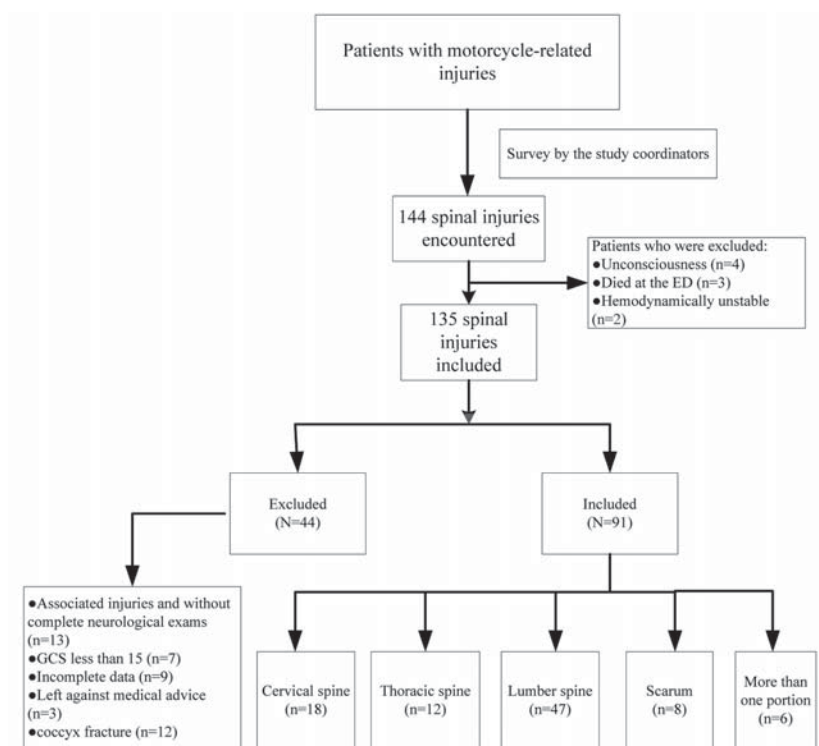 Patients with motorcycle-related
injuries
Survey by the study coordinators
144 spinal injuries
encountered
Patients who were excluded:
●Unconsciousness (n=4)
●Died at the ED (n=3)
●Hemodynamically unstable
(n=2)
135 spinal
injuries
included
Excluded
(N=44)
Included
(N=91)
●Associated injuries and without
complete neurological exams
(n=13)
●GCS less than 15 (n=7)
●Incomplete data (n=9)
●Left against medical advice
(n=3)
●coccyx fracture (n=12)
Cervical spine
(n=18)
Thoracic spine
(n=12)
Lumber spine
(n=47)
Scarum
(n=8)
More than
one portion
(n=6)